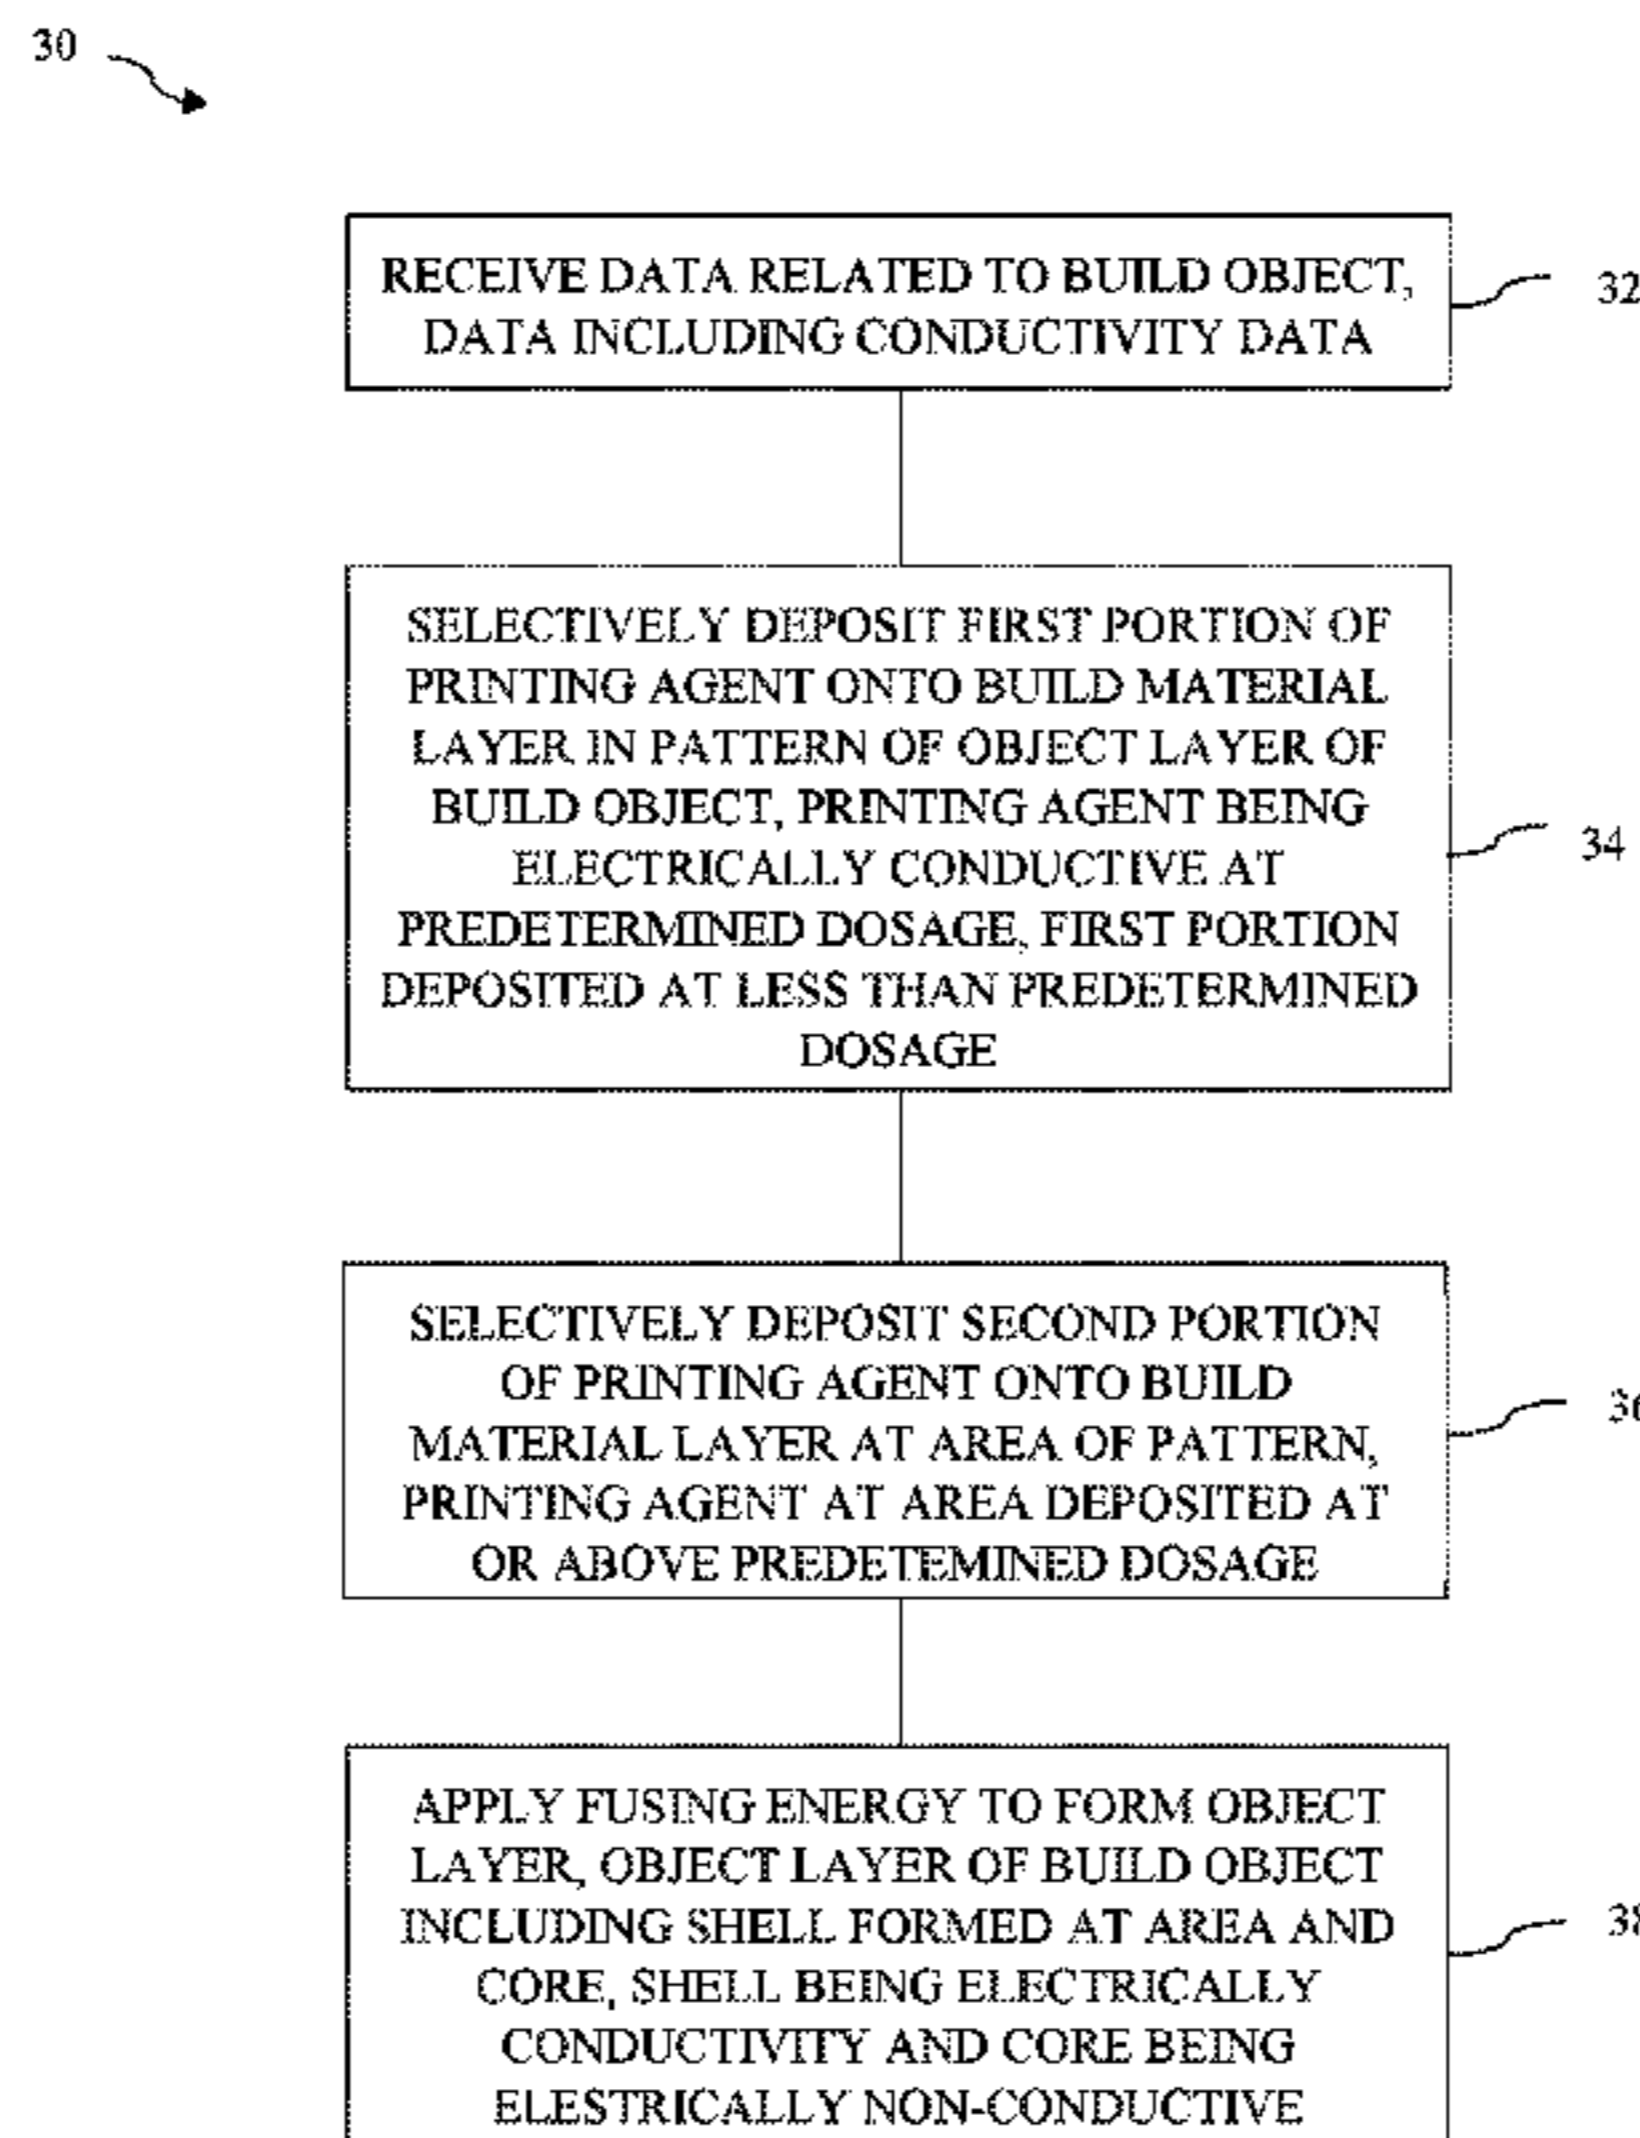 30
RECEIVE DATA RELATED TO BUILD OBJECT,
DATA INCLUDING CONDUCTIVITY DATA
32
SELECTIVELY DEPOSIT FIRST PORTION OF
PRINTING AGENT ONTO BUILD MATERIAL
LAYER IN PATTERN OF OBJECT LAYER OF
BUILD OBJECT, PRINTING AGENT BEING
ELECTRICALLY CONDUCTIVE AT
PREDETERMINED DOSAGE, FIRST PORTION
DEPOSITED AT LESS THAN PREDETERMINED
DOSAGE
34
SELECTIVELY DEPOSIT SECOND PORTION
OF PRINTING AGENT ONTO BUILD
MATERIAL LAYER AT AREA OF PATTERN,
PRINTING AGENT AT AREA DEPOSITED AT
OR ABOVE PREDETEMINED DOSAGE
36
APPLY FUSING ENERGY TO FORM OBJECT
LAYER, OBJECT LAYER OF BUILD OBJECT
INCLUDING SHELL FORMED AT AREA AND
CORE, SHELL BEING ELECTRICALLY
CONDUCTIVITY AND CORE BEING
ELESTRICALLY NON-CONDUCTIVE
38